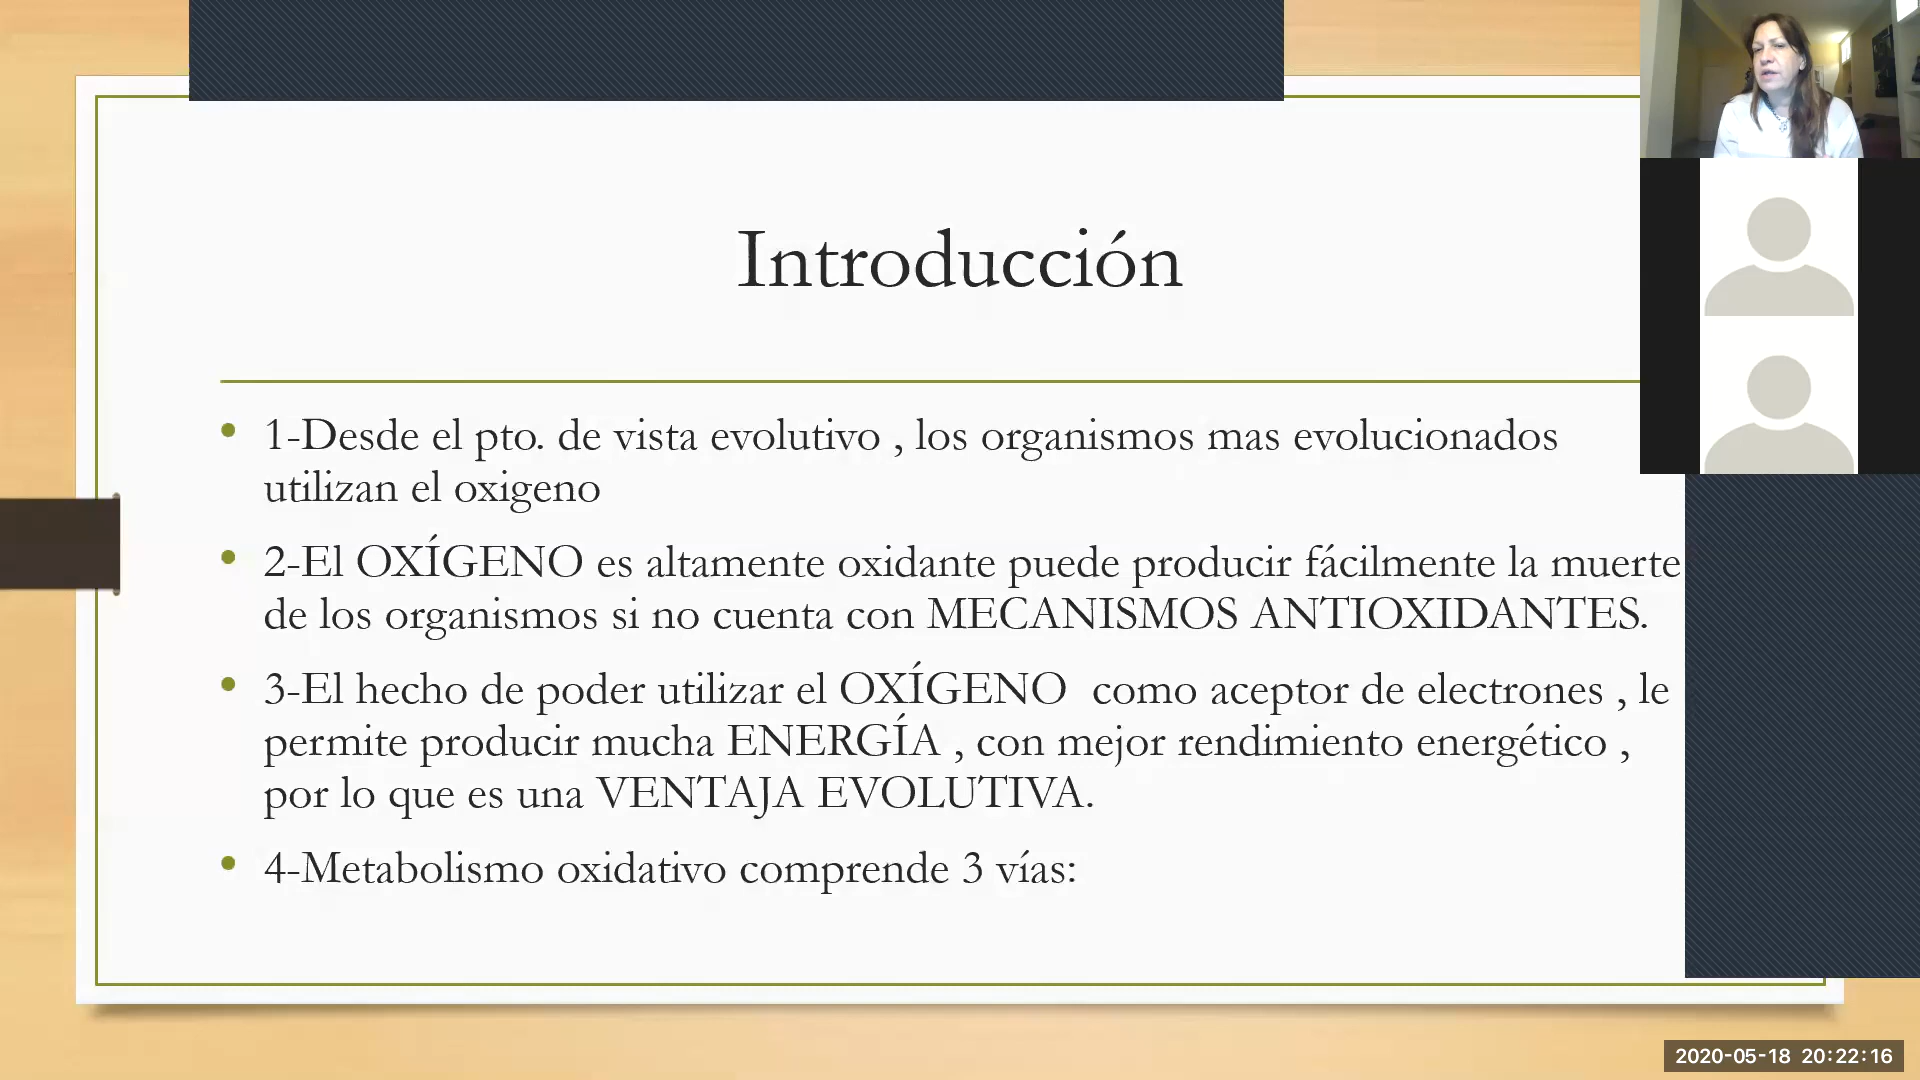 Introducción
1-Desde el pto. de vista evolutivo , los organismos mas evolucionados
utilizan el oxigeno
2-El OXÍGENO es altamente oxidante puede producir fácilmente la muerte
de los organismos si no cuenta con MECANISMOS ANTIOXIDANTES.
3-El hecho de poder utilizar el OXÍGENO  como aceptor de electrones , le
permite producir mucha ENERGÍA , con mejor rendimiento energético ,
por lo que es una VENTAJA EVOLUTIVA.
4-Metabolismo oxidativo comprende 3 vías:
2020-05-18 20:22:16